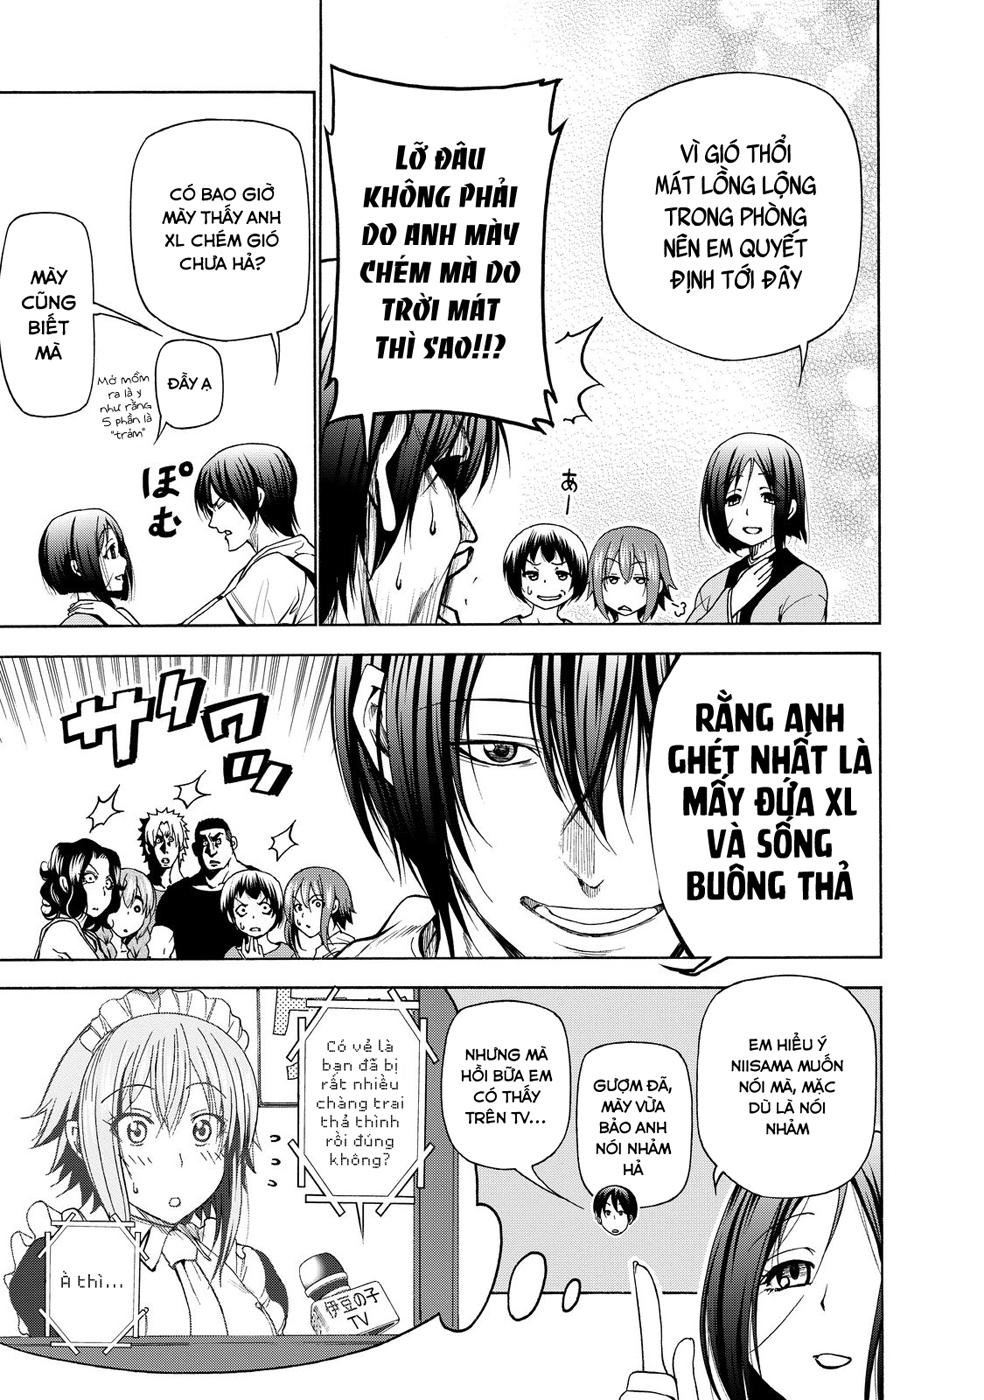 VÌ GIÓ THỔI
MÁT LỒNG LỘNG
TRONG PHÒNG
NÊN EM QUYẾT
ĐỊNH TỚI ĐÂY
LỠ ĐÂU
KHÔNG PHẢI
DO ANH MÀY
CHÉM MÀ DO
TRỜI MÁT
THÌ SAO!!!?
あー
CÓ BAO GIỜ
MÀY THẤY ANH
XL CHÉM GIÓ
CHƯA HẢ?
MÀY
CŨNG
BIẾT
MÀ
ĐẦY Ạ
Mở mồm
ra là y
như rằng
5 phần là
"trảm"
ぽむ
RẰNG ANH
GHÉT NHẤT LÀ
MẤY ĐỨA XL
VÀ SỐNG
BUÔNG THẢ
ザワッ
EM HIỂU Ý
NIISAMA MUỐN
NÓI MÀ, MẶC
DÙ LÀ NÓI
NHẢM
GƯỢM ĐÃ,
MÀY VỪA
BẢO ANH
NÓI NHẢM
HẢ
NHƯNG MÀ
HỒI BỮA EM
CÓ THẤY
TRÊN TV...
Có vẻ là
bạn đã bị
rất nhiều
chàng trai
thả thình
rồi đúng
không?
À thì...
伊豆の子
TV